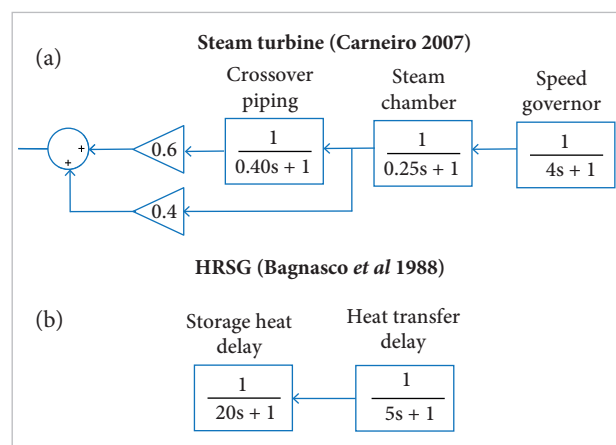 Steam turbine (Carneiro 2007)
(a)
Crossover
piping
Steam
chamber
Speed
governor
+
+
0.6
1
0.40s + 1
1
0.25s + 1
1
4s + 1
0.4
HRSG (Bagnasco et al 1988)
(b)
Storage heat
delay
Heat transfer
delay
1
20s + 1
1
5s + 1